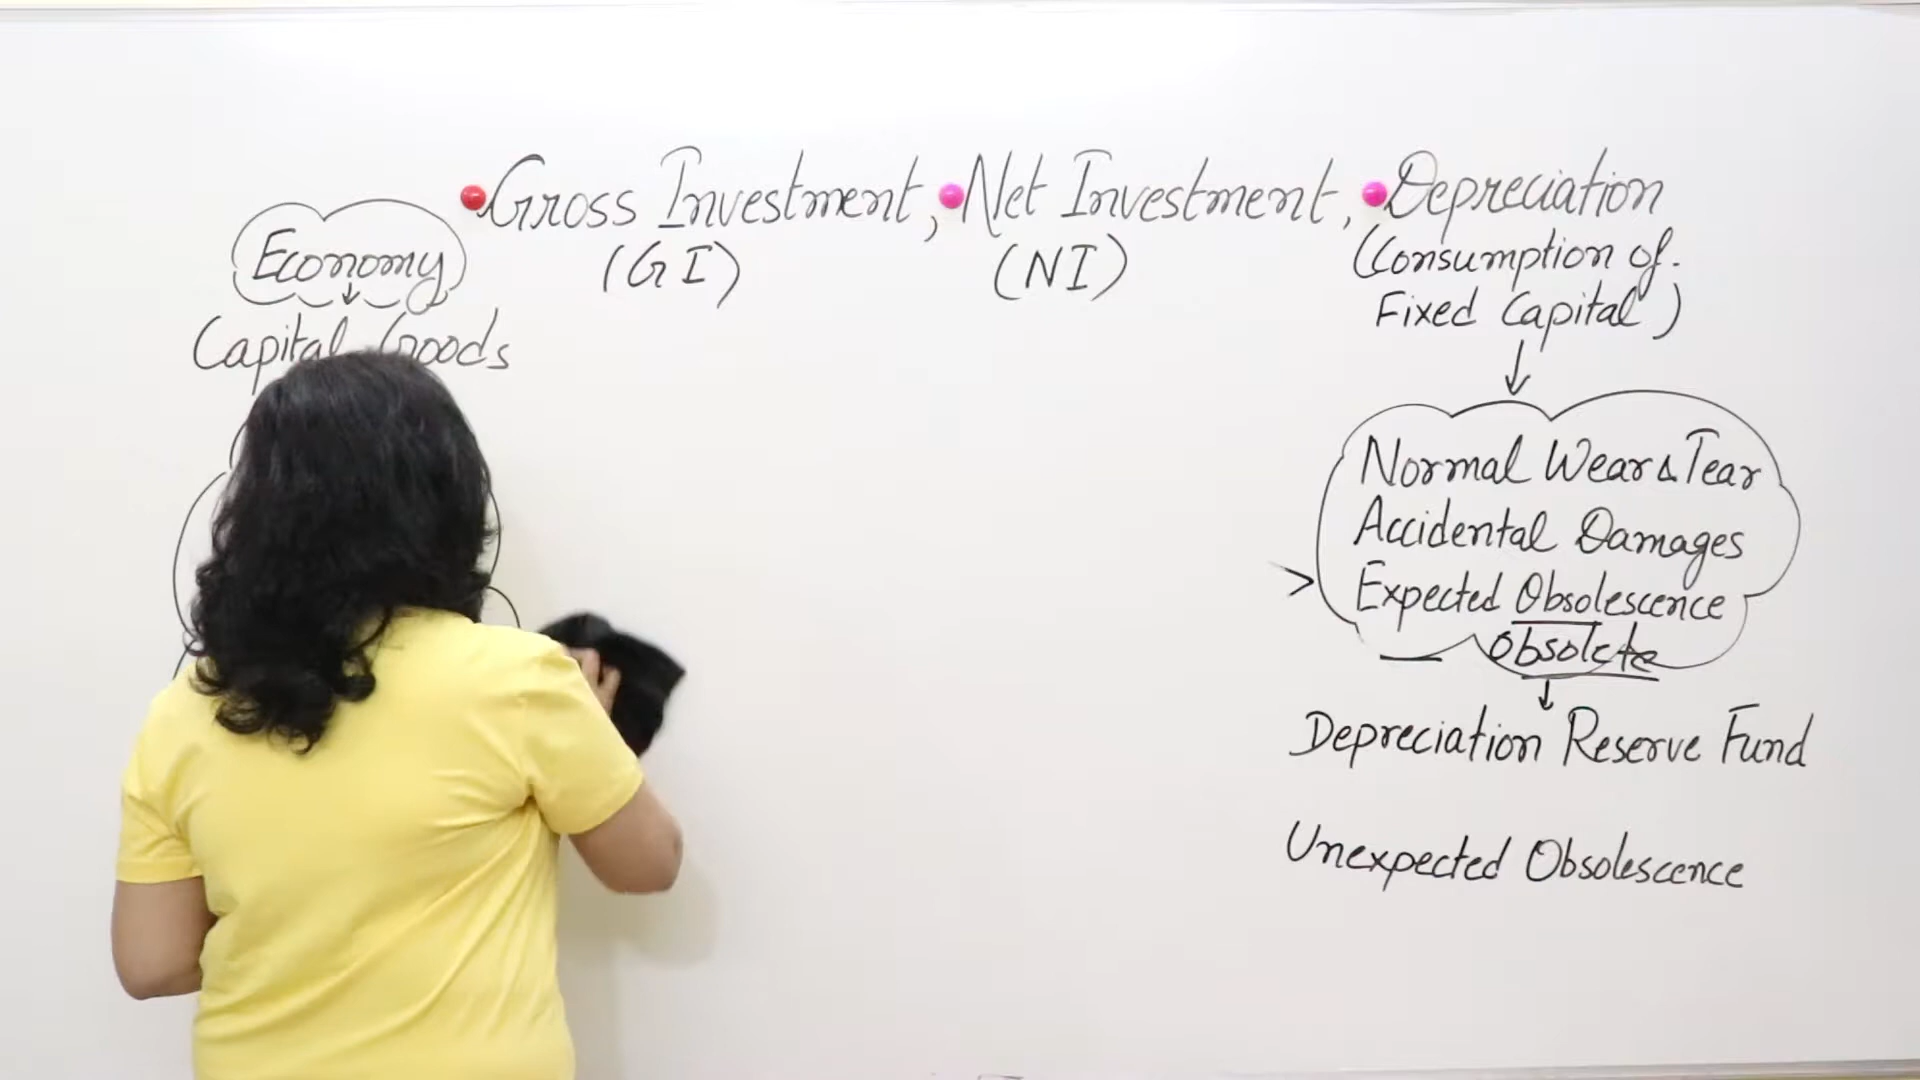 Gross Investment, Net Investment, Depreciation
(GI) (NI) (Consumption of.
Fixed Capital)
Economy
Capital Goods
Normal Wear & Tear
Accidental Damages
Expected Obsolescence
Obsolete
Depreciation Reserve Fund
Unexpected Obsolescence